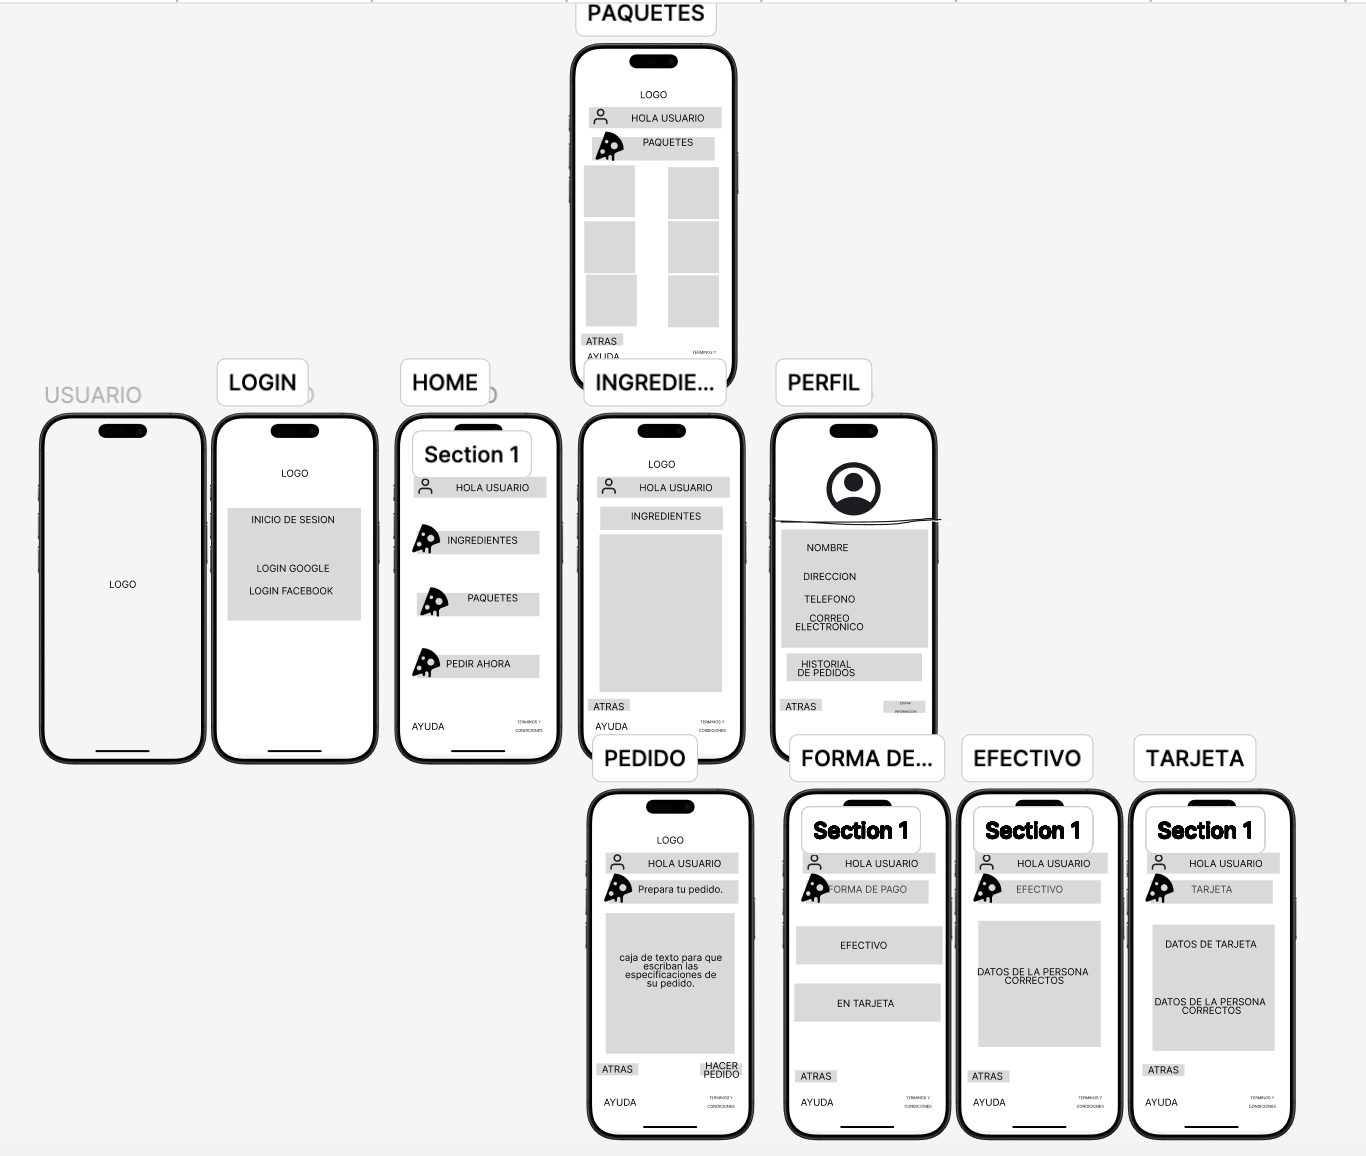 PAQUETES
LOGO
HOLA USUARIO
PAQUETES
ATRAS
AYUDA
TERMINOS Y
USUARIO
LOGO
LOGIN
LOGO
INICIO DE SESION
LOGIN GOOGLE
LOGIN FACEBOOK
HOME
Section 1
HOLA USUARIO
INGREDIENTES
PAQUETES
PEDIR AHORA
AYUDA
TERMINOS Y
CONDICIONES
INGREDIE...
LOGO
HOLA USUARIO
INGREDIENTES
ATRAS
AYUDA
TERMINOS Y
CONDICIONES
PERFIL
NOMBRE
DIRECCION
TELEFONO
CORREO
ELECTRONICO
HISTORIAL
DE PEDIDOS
ATRAS
EDITAR
INFORMACION
PEDIDO
LOGO
HOLA USUARIO
Prepara tu pedido.
caja de texto para que
escriban las
especificaciones de
su pedido.
ATRAS
HACER
PEDIDO
AYUDA
TERMINOS Y
CONDICIONES
FORMA DE...
Section 1
HOLA USUARIO
FORMA DE PAGO
EFECTIVO
EN TARJETA
ATRAS
AYUDA
TERMINOS Y
CONDICIONES
EFECTIVO
Section 1
HOLA USUARIO
EFECTIVO
DATOS DE LA PERSONA
CORRECTOS
ATRAS
AYUDA
TERMINOS Y
CONDICIONES
TARJETA
Section 1
HOLA USUARIO
TARJETA
DATOS DE TARJETA
DATOS DE LA PERSONA
CORRECTOS
ATRAS
AYUDA
TERMINOS Y
CONDICIONES